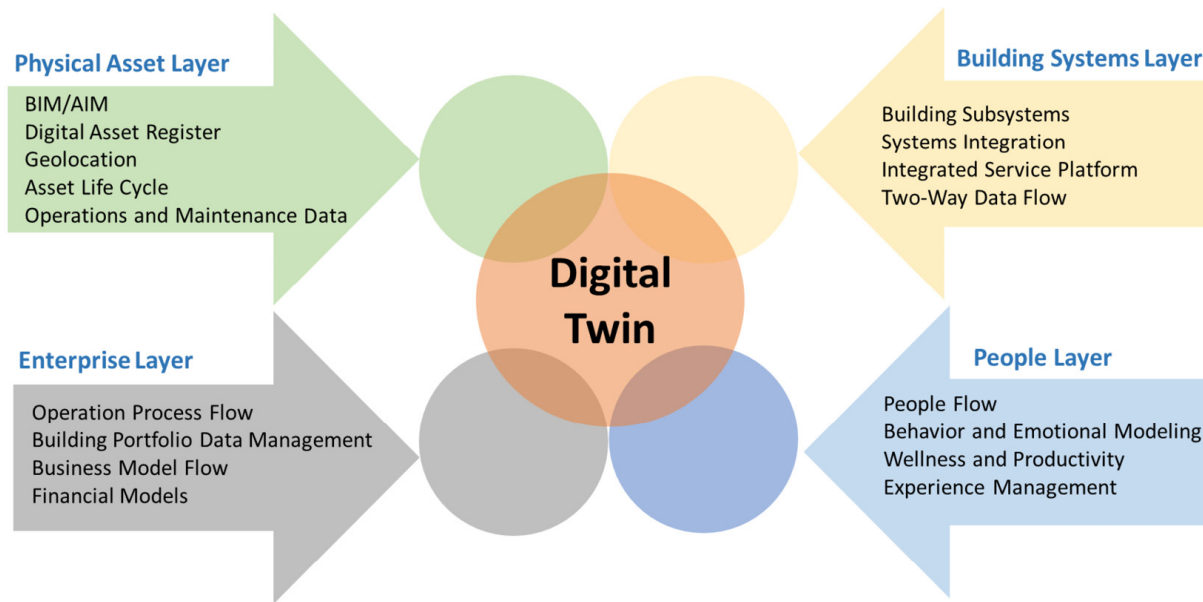 Physical Asset Layer
BIM/AIM
Digital Asset Register
Geolocation
Asset Life Cycle
Operations and Maintenance Data
Building Systems Layer
Building Subsystems
Systems Integration
Integrated Service Platform
Two-Way Data Flow
Digital
Twin
Enterprise Layer
Operation Process Flow
Building Portfolio Data Management
Business Model Flow
Financial Models
People Layer
People Flow
Behavior and Emotional Modeling
Wellness and Productivity
Experience Management